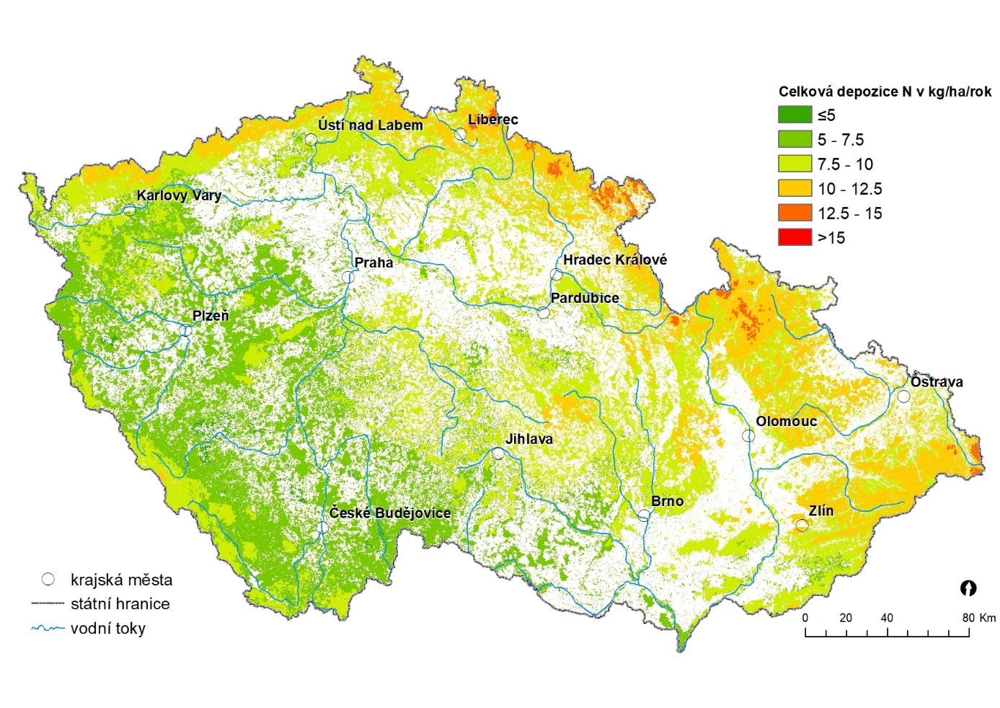 Celková depozice N v kg/ha/rok
≤5
5 - 7.5
7.5 - 10
10 - 12.5
12.5 - 15
>15
Liberec
Ústí nad Labem
Karlovy Vary
Praha
Hradec Králové
Pardubice
Plzeň
Ostrava
Olomouc
Jihlava
Brno
Zlín
České Budějovice
krajská města
státní hranice
vodní toky
0 20 40 80 Km